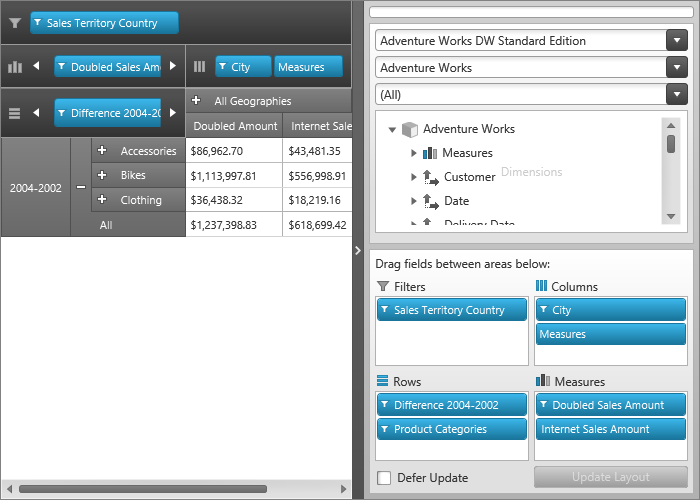 Sales Territory Country
Doubled Sales Am
City
Measures
Difference 2004-20
All Geographies
Doubled Amount
Internet Sale
2004-2002
Accessories
$86,962.70
$43,481.35
Bikes
$1,113,997.81
$556,998.91
Clothing
$36,438.32
$18,219.16
All
$1,237,398.83
$618,699.42
Adventure Works DW Standard Edition
Adventure Works
(All)
Adventure Works
Measures
Customer
Dimensions
Date
Delivery Date
Drag fields between areas below:
Filters
Columns
Sales Territory Country
City
Measures
Rows
Measures
Difference 2004-2002
Doubled Sales Amount
Product Categories
Internet Sales Amount
Defer Update
Update Layout